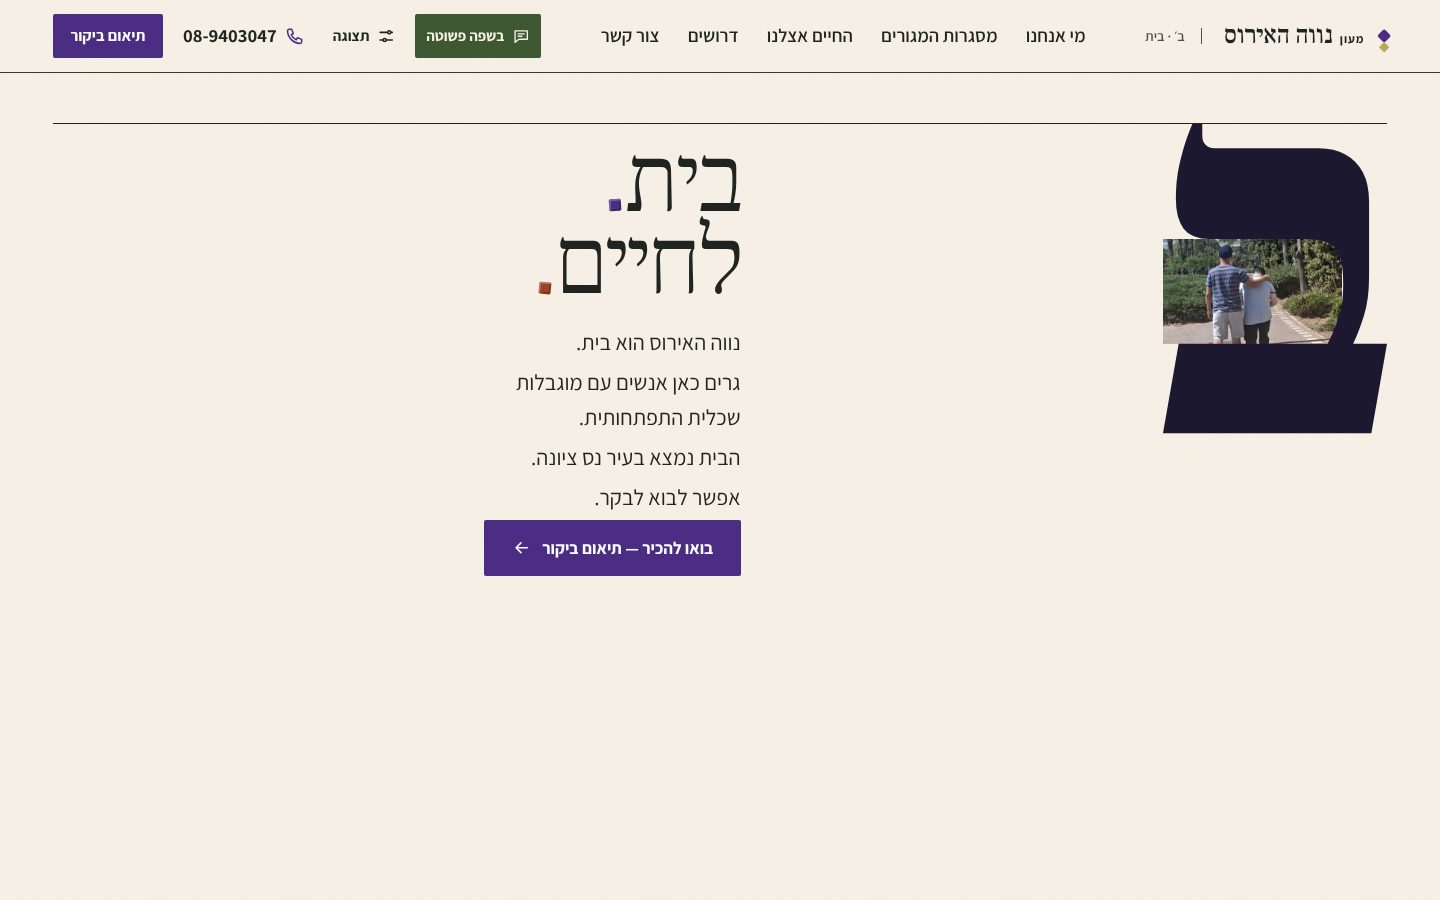 מעון נווה האירוס
ב׳ · בית
מי אנחנו
מסגרות המגורים
החיים אצלנו
דרושים
צור קשר
בשפה פשוטה
תצוגה
08-9403047
תיאום ביקור
ב
בית.
לחיים.
נווה האירוס הוא בית.
גרים כאן אנשים עם מוגבלות
שכלית התפתחותית.
הבית נמצא בעיר נס ציונה.
אפשר לבוא לבקר.
בואו להכיר — תיאום ביקור ←